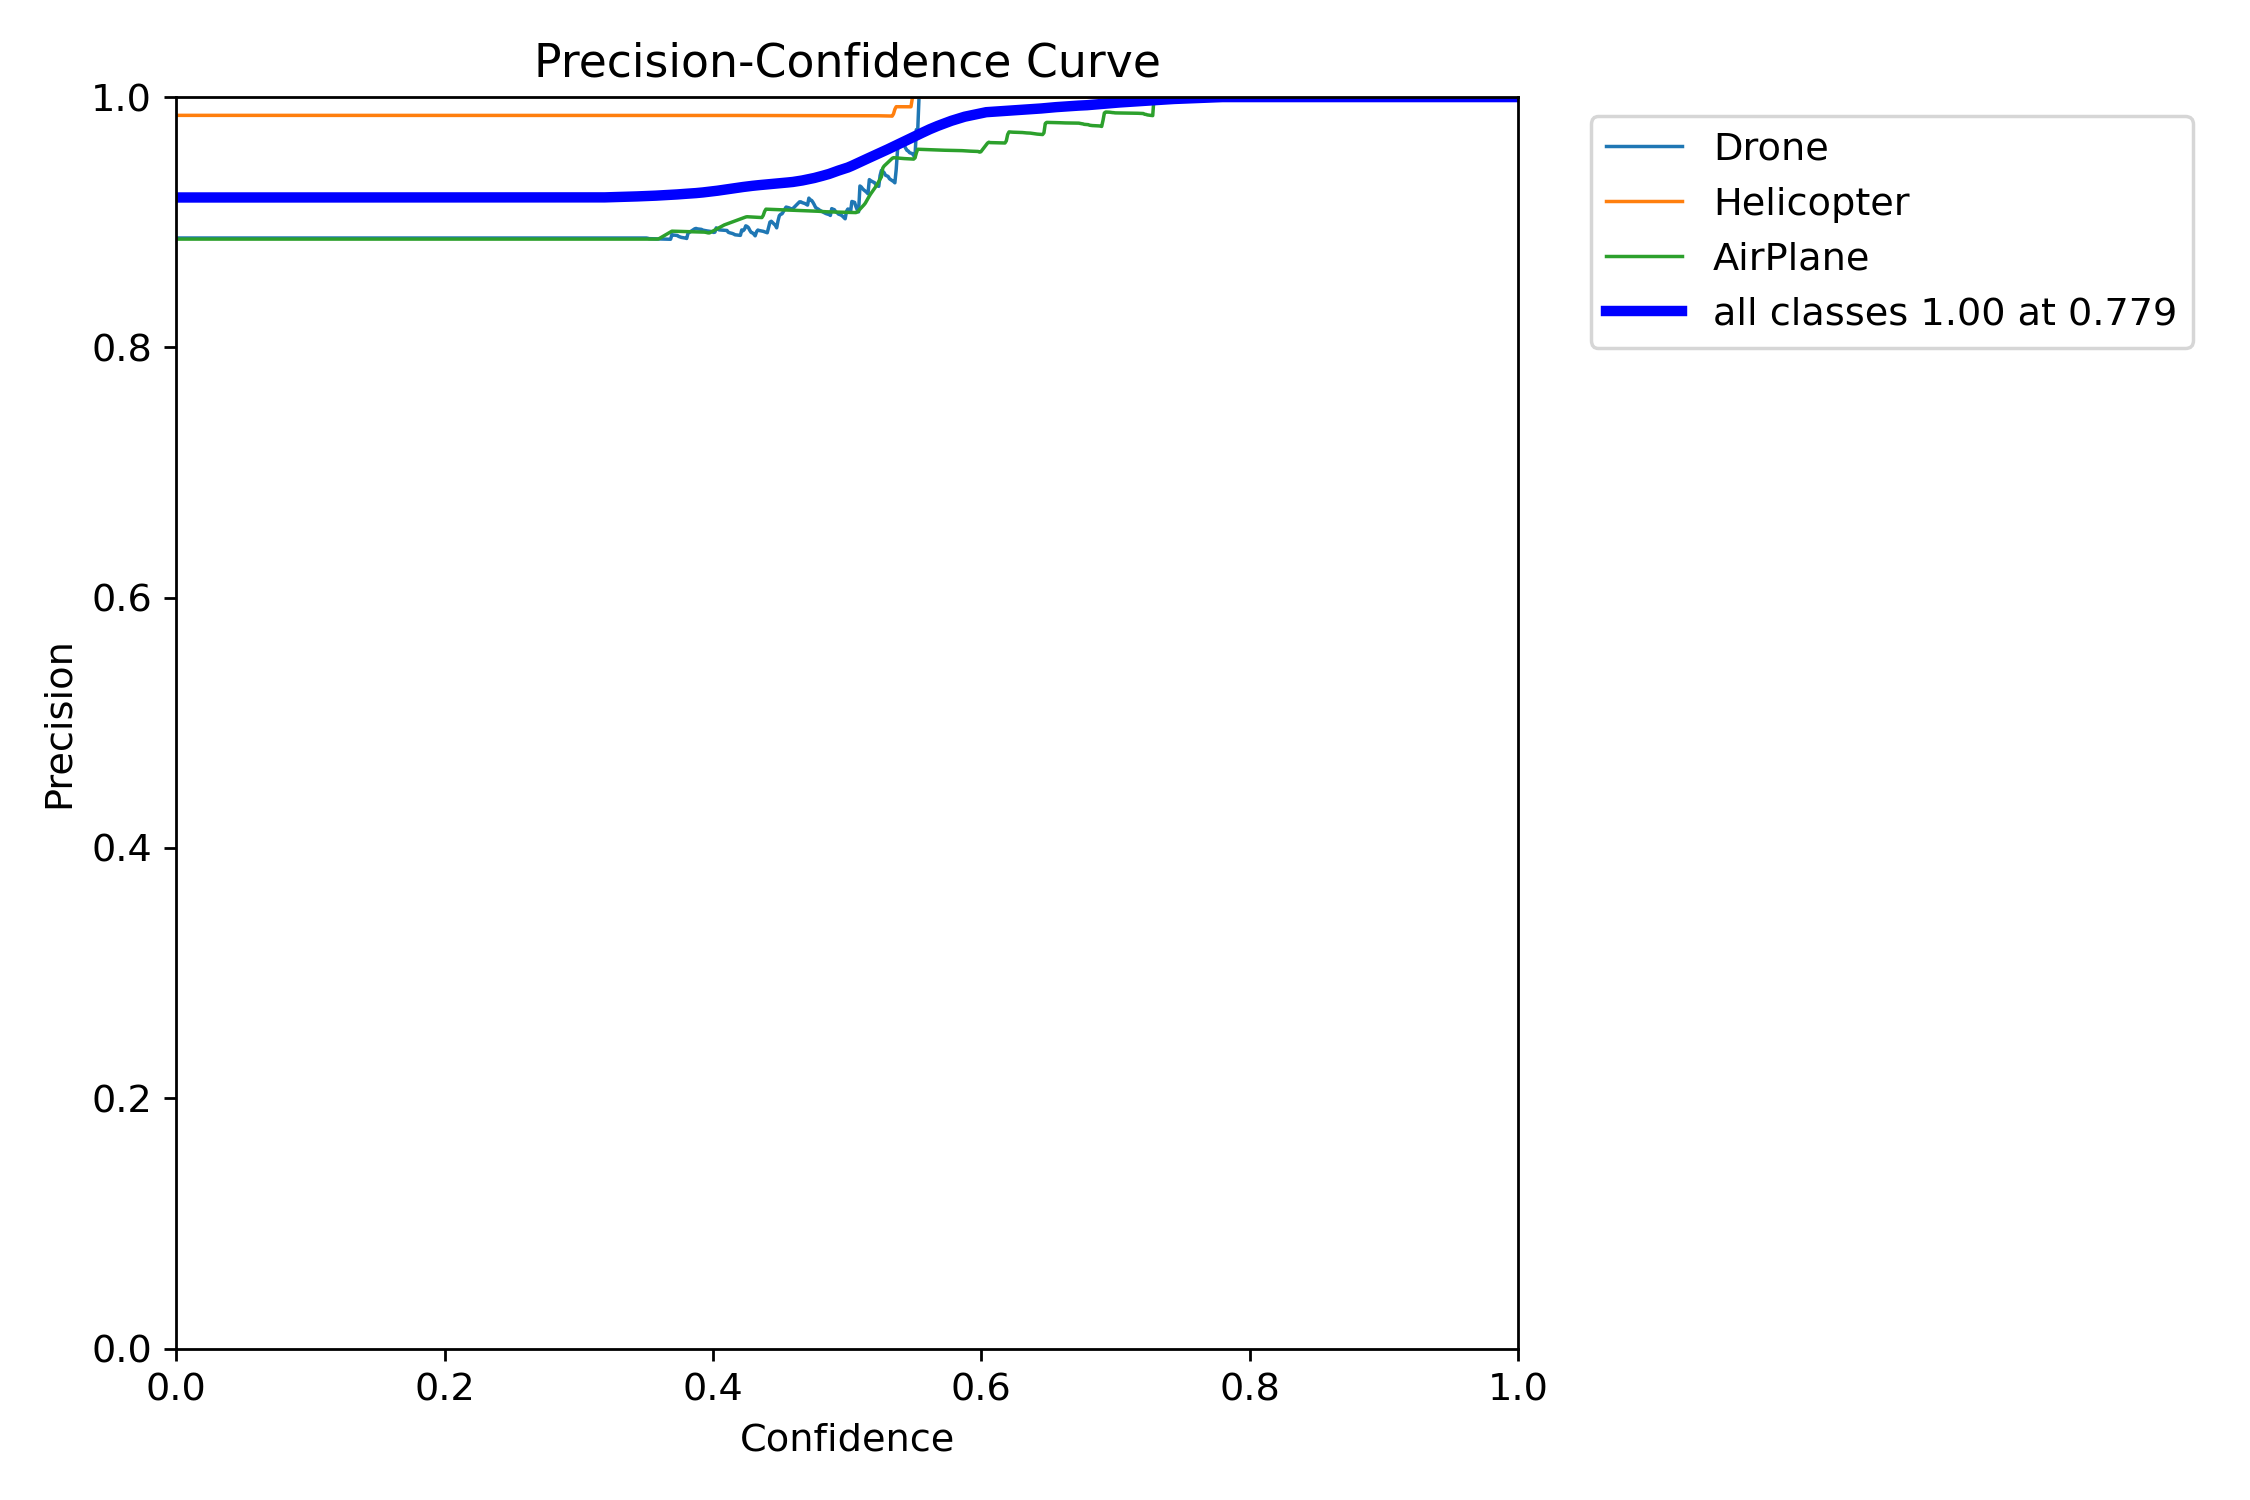 Precision-Confidence Curve
1.0
0.8
0.6
0.4
0.2
0.0
Precision
0.0 0.2 0.4 0.6 0.8 1.0
Confidence
Drone
Helicopter
AirPlane
all classes 1.00 at 0.779